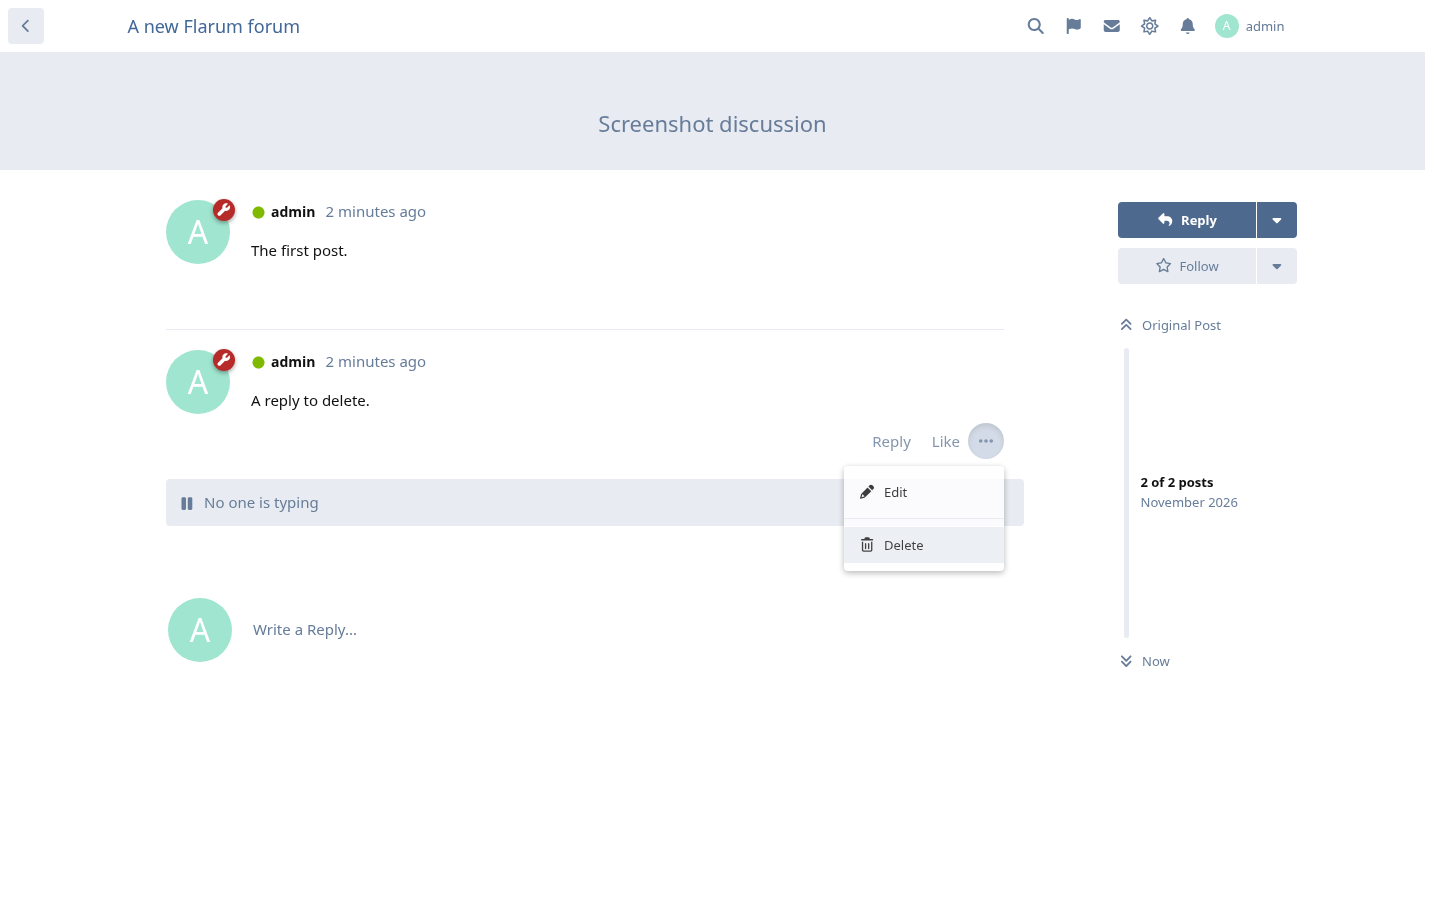 A new Flarum forum
A admin
Screenshot discussion
A
admin 2 minutes ago
The first post.
A
admin 2 minutes ago
A reply to delete.
Reply Like
Edit
Delete
No one is typing
A
Write a Reply...
Reply
Follow
Original Post
2 of 2 posts
November 2026
Now